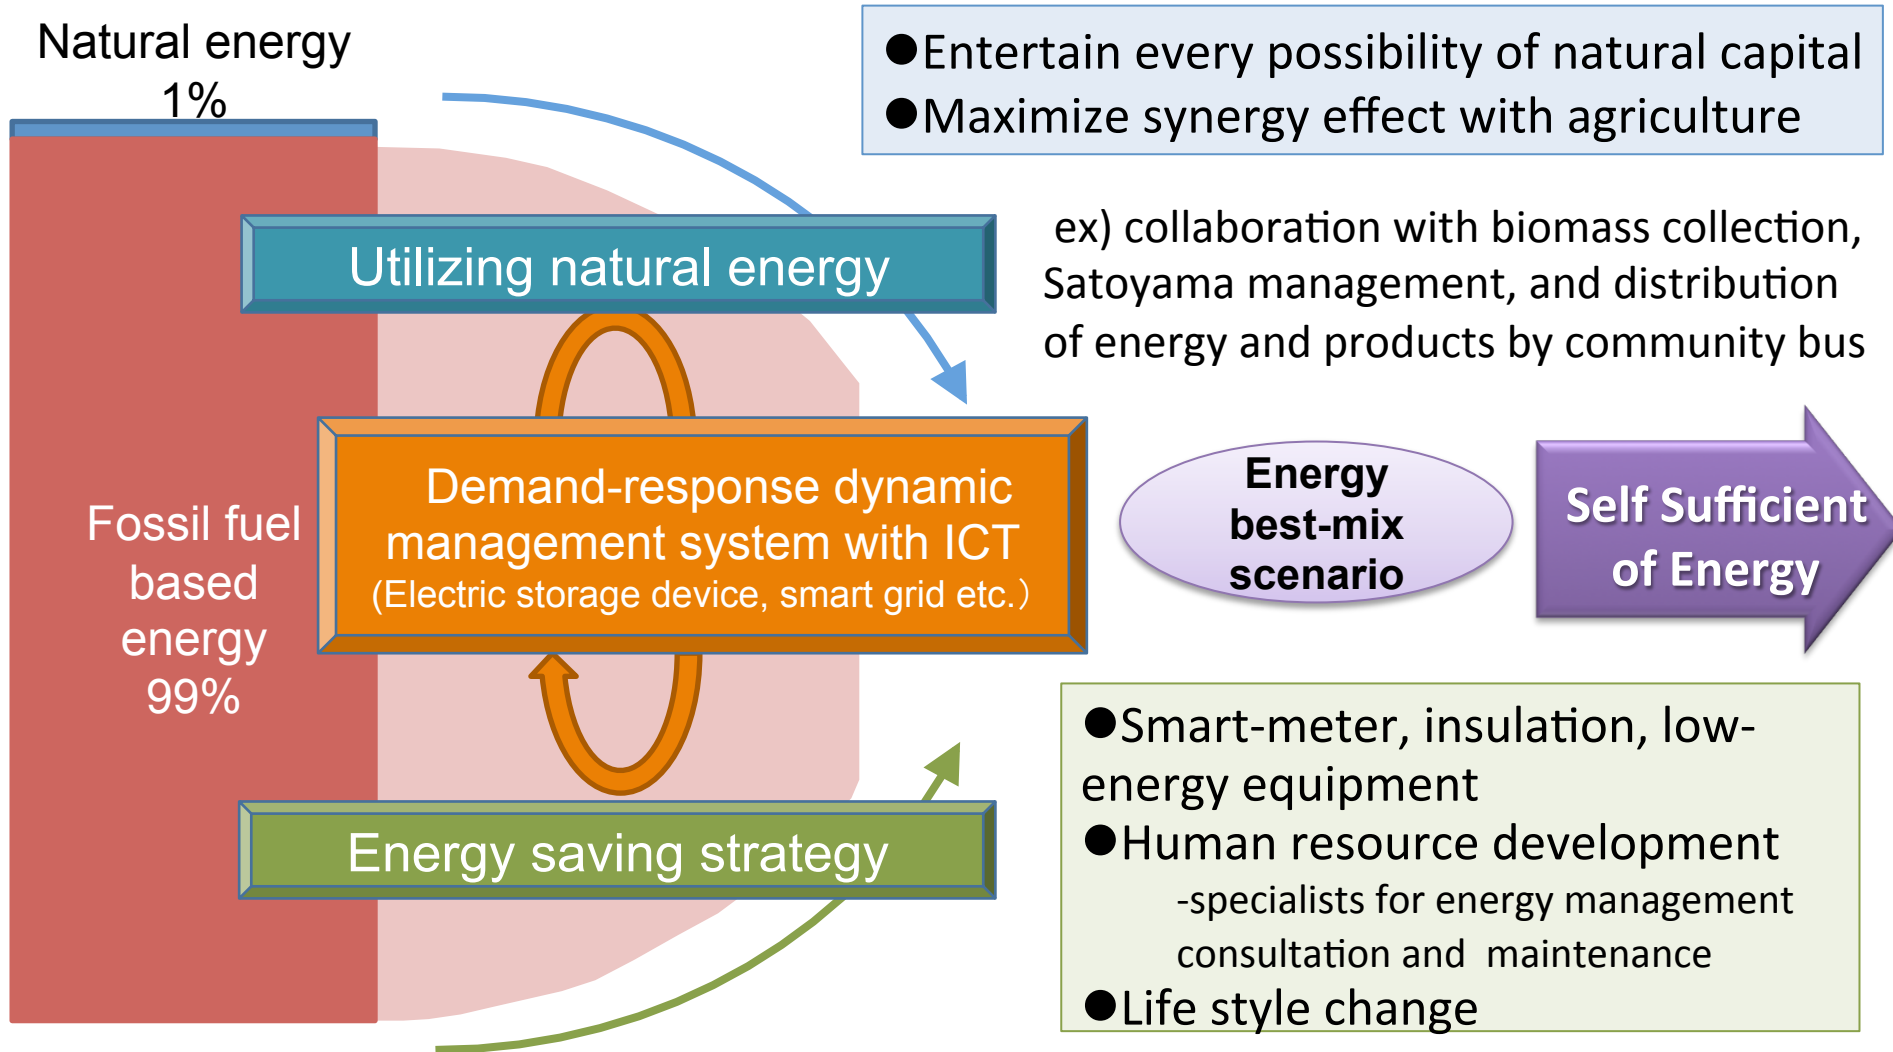 Natural energy
1%
●Entertain every possibility of natural capital
●Maximize synergy effect with agriculture
Utilizing natural energy
ex) collaboration with biomass collection,
Satoyama management, and distribution
of energy and products by community bus
Fossil fuel
based
energy
99%
Demand-response dynamic
management system with ICT
(Electric storage device, smart grid etc.）
Energy
best-mix
scenario
Self Sufficient
of Energy
Energy saving strategy
●Smart-meter, insulation, low-
energy equipment
●Human resource development
-specialists for energy management
consultation and maintenance
●Life style change